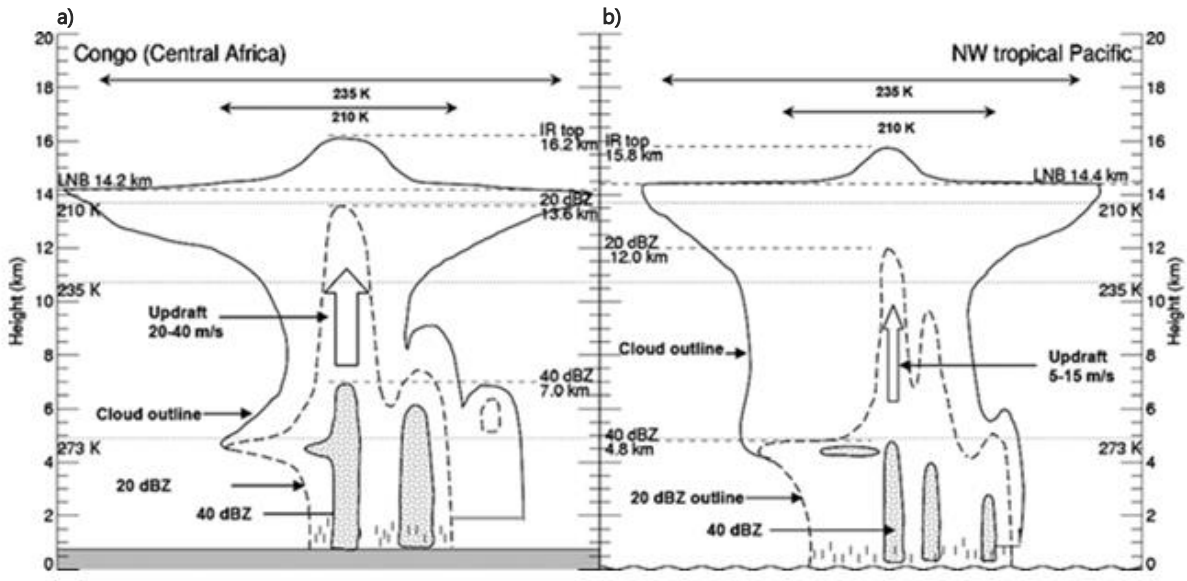 a)
Congo (Central Africa)
20
18
16
14
12
10
8
6
4
2
0
Height (km)
235 K
210 K
IR top
16.2 km
LNB 14.2 km
20 dBZ
13.6 km
210 K
235 K
Updraft
20-40 m/s
40 dBZ
7.0 km
Cloud outline
273 K
20 dBZ
40 dBZ
b)
NW tropical Pacific
235 K
210 K
IR top
15.8 km
LNB 14.4 km
210 K
20 dBZ
12.0 km
235 K
Cloud outline
Updraft
5-15 m/s
40 dBZ
4.8 km
273 K
20 dBZ outline
40 dBZ
20
18
16
14
12
10
8
6
4
2
0
Height (km)